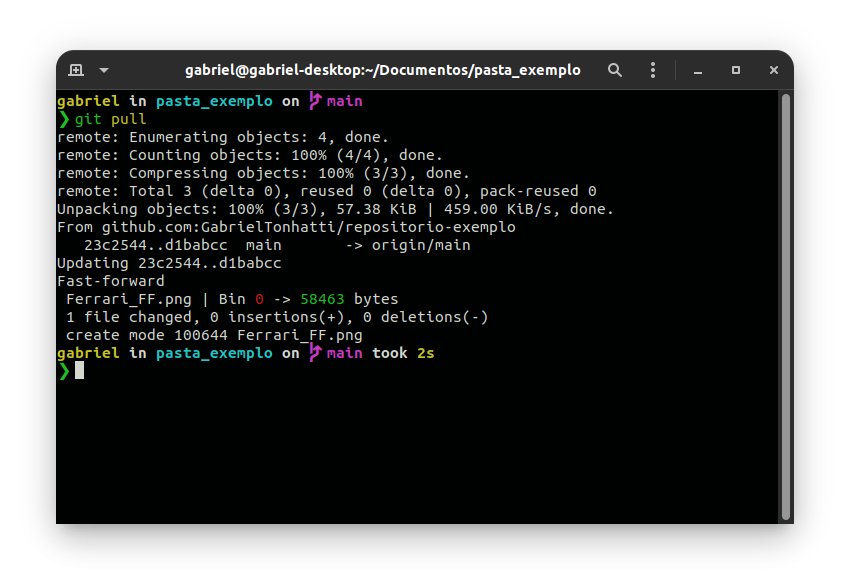 gabriel@gabriel-desktop:~/Documentos/pasta_exemplo
gabriel in pasta_exemplo on main
❯ git pull
remote: Enumerating objects: 4, done.
remote: Counting objects: 100% (4/4), done.
remote: Compressing objects: 100% (3/3), done.
remote: Total 3 (delta 0), reused 0 (delta 0), pack-reused 0
Unpacking objects: 100% (3/3), 57.38 KiB | 459.00 KiB/s, done.
From github.com:GabrielTonhatti/repositorio-exemplo
   23c2544..d1babcc  main       -> origin/main
Updating 23c2544..d1babcc
Fast-forward
 Ferrari_FF.png | Bin 0 -> 58463 bytes
 1 file changed, 0 insertions(+), 0 deletions(-)
 create mode 100644 Ferrari_FF.png
gabriel in pasta_exemplo on main took 2s
❯